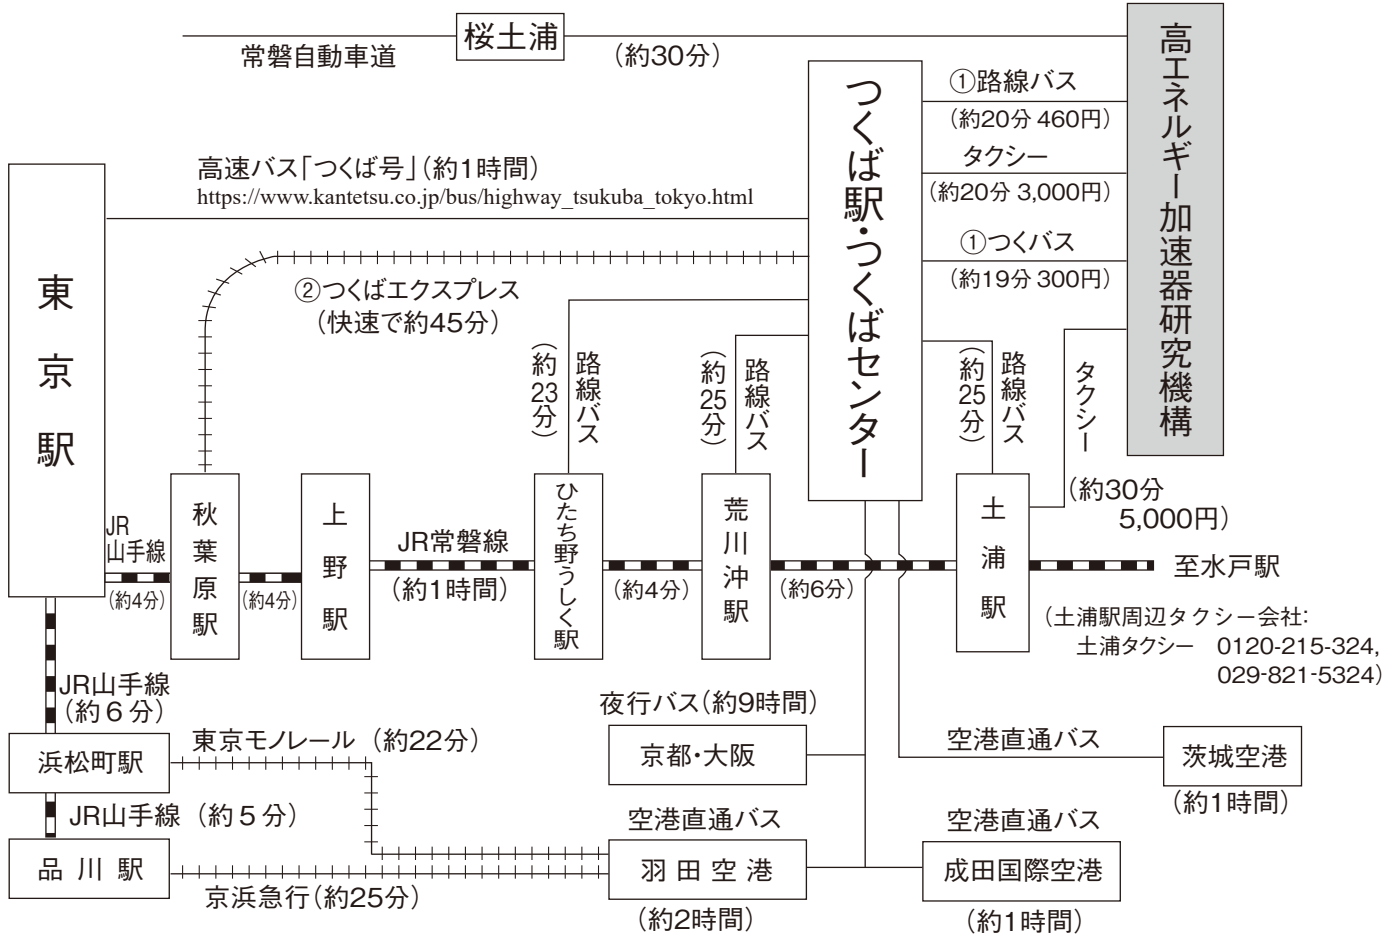 桜土浦
常磐自動車道
(約30分)
高エネルギー加速器研究機構
つくば駅・つくばセンター
①路線バス
(約20分 460円)
タクシー
(約20分 3,000円)
①つくバス
(約19分 300円)
高速バス「つくば号」(約1時間)
https://www.kantetsu.co.jp/bus/highway_tsukuba_tokyo.html
東京駅
②つくばエクスプレス
(快速で約45分)
路線バス
(約23分)
路線バス
(約25分)
路線バス
(約25分)
タクシー
(約30分
5,000円)
JR
山手線
(約4分)
秋葉原駅
(約4分)
上野駅
JR常磐線
(約1時間)
ひたち野うしく駅
(約4分)
荒川沖駅
(約6分)
土浦駅
至水戸駅
(土浦駅周辺タクシー会社:
土浦タクシー 0120-215-324,
029-821-5324)
JR山手線
(約6分)
浜松町駅
東京モノレール (約22分)
JR山手線 (約5分)
品川駅
京浜急行(約25分)
夜行バス(約9時間)
京都・大阪
空港直通バス
羽田空港
(約2時間)
空港直通バス
茨城空港
(約1時間)
空港直通バス
成田国際空港
(約1時間)